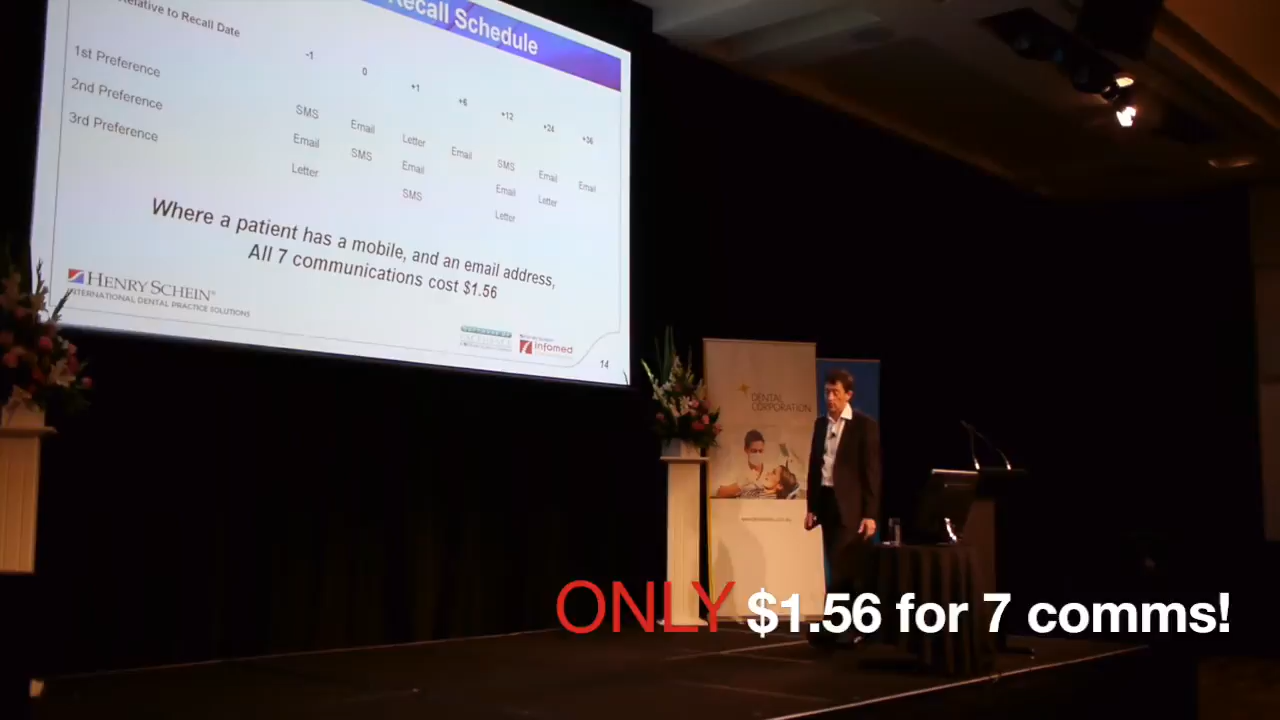 Recall Schedule
Relative to Recall Date
-1 0 +1 +6 +12 +24 +36
1st Preference SMS Email Letter Email SMS Email Email
2nd Preference Email SMS Email Email Letter
3rd Preference Letter SMS Letter
Where a patient has a mobile, and an email address,
All 7 communications cost $1.56
HENRY SCHEIN®
INTERNATIONAL DENTAL PRACTICE SOLUTIONS
infomed
14
DENTAL
CORPORATION
ONLY $1.56 for 7 comms!